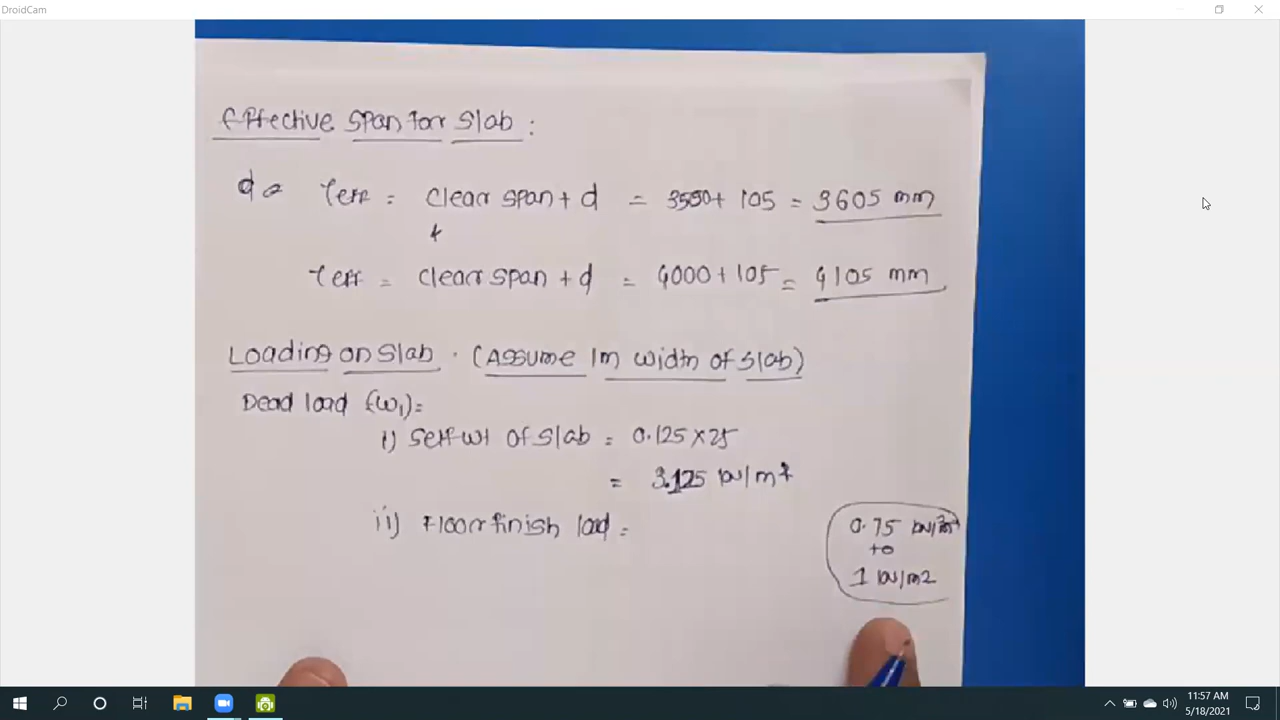 DroidCam
Effective Span for Slab :
d = leff = clear span + d = 3500 + 105 = 3605 mm
&
leff = clear span + d = 4000 + 105 = 4105 mm
Loading on Slab . (Assume 1m width of Slab)
Dead load (w1):
i) Self wt of Slab = 0.125 x 25
= 3.125 kN/m2
ii) Floor finish load =
0.75 kN/m2
to
1 kN/m2
11:57 AM
5/18/2021